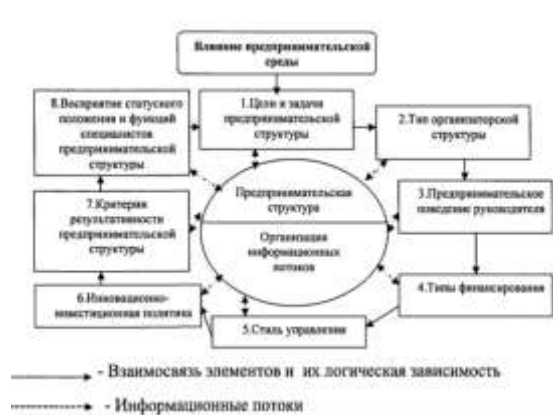 Влияние предпринимательской
среды
8.Восприятие статусного
положения и функций
специалистов
предпринимательской
структуры
1.Цели и задачи
предпринимательской
структуры
2.Тип организаторской
структуры
Предпринимательская
структура
Организация
информационных
потоков
3.Предпринимательское
поведение руководителя
7.Критерии
результативности
предпринимательской
структуры
4.Типы финансирования
6.Инновационно-
инвестиционная политика
5.Стиль управления
- Взаимосвязь элементов и их логическая зависимость
- Информационные потоки